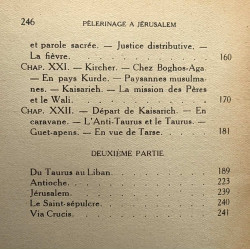 246 PÈLERINAGE A JÉRUSALEM
et parole sacrée. — Justice distributive. —
La fièvre. 160
CHAP. XXI. — Kircher. — Chez Boghos-Aga.
— En pays Kurde. — Paysannes musulma-
nes. — Kaisarieh. — La mission des Pères
et le Wali. 170
CHAP. XXII. — Départ de Kaisarieh. — En
caravane. — L'Anti-Taurus et le Taurus. —
Guet-apens. — En vue de Tarse. 181
DEUXIÈME PARTIE.
Du Taurus au Liban. 189
Antioche. 223
Jérusalem. 239
Le Saint-sépulcre. 240
Via Crucis. 241